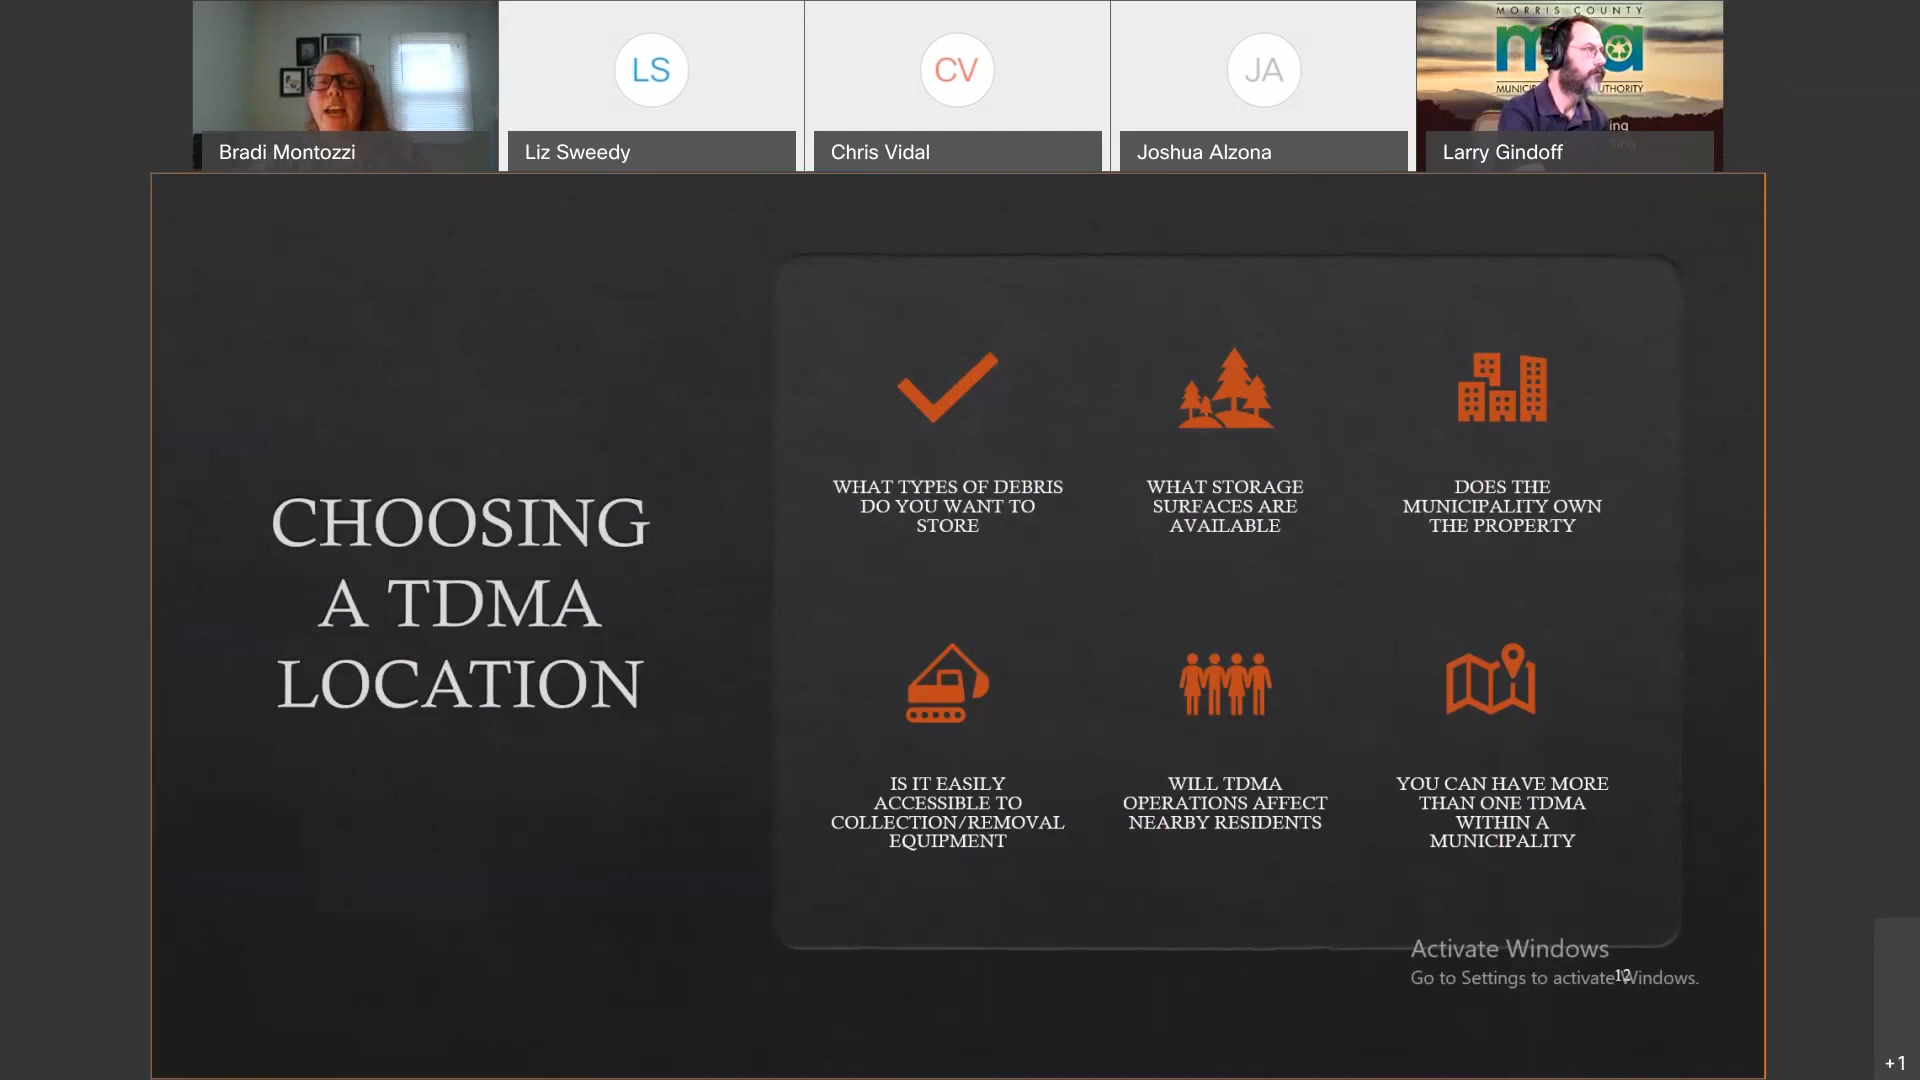 MORRIS COUNTY
LS
CV
JA
Bradi Montozzi
Liz Sweedy
Chris Vidal
Joshua Alzona
Larry Gindoff
ing
CHOOSING
A TDMA
LOCATION
WHAT TYPES OF DEBRIS
DO YOU WANT TO
STORE
WHAT STORAGE
SURFACES ARE
AVAILABLE
DOES THE
MUNICIPALITY OWN
THE PROPERTY
IS IT EASILY
ACCESSIBLE TO
COLLECTION/REMOVAL
EQUIPMENT
WILL TDMA
OPERATIONS AFFECT
NEARBY RESIDENTS
YOU CAN HAVE MORE
THAN ONE TDMA
WITHIN A
MUNICIPALITY
Activate Windows
Go to Settings to activate Windows.
12
+1